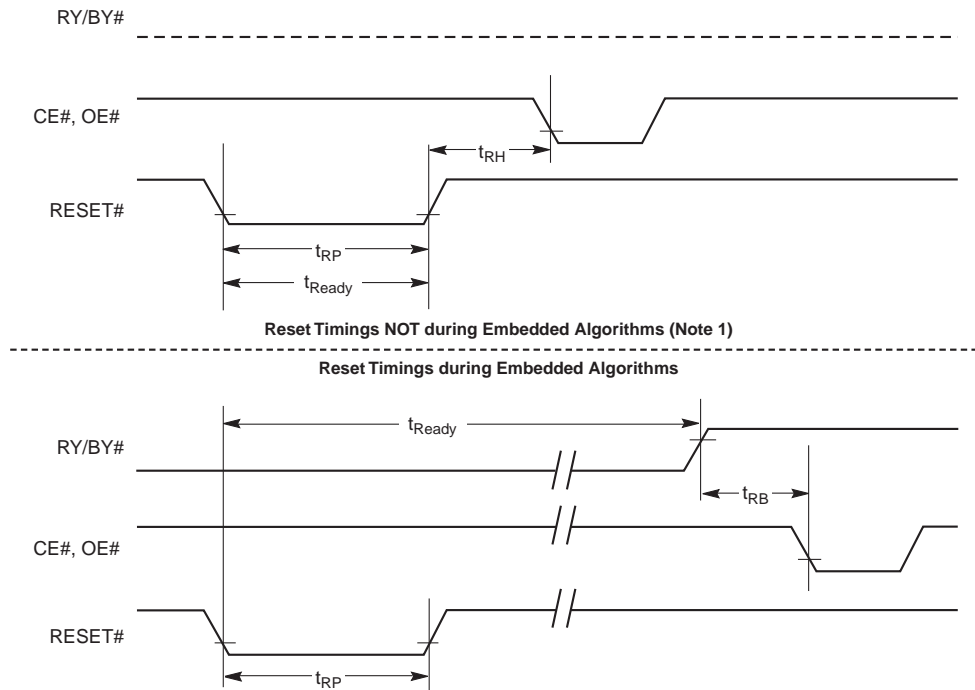 RY/BY#
CE#, OE#
tRH
RESET#
tRP
tReady
Reset Timings NOT during Embedded Algorithms (Note 1)
Reset Timings during Embedded Algorithms
tReady
RY/BY#
tRB
CE#, OE#
RESET#
tRP